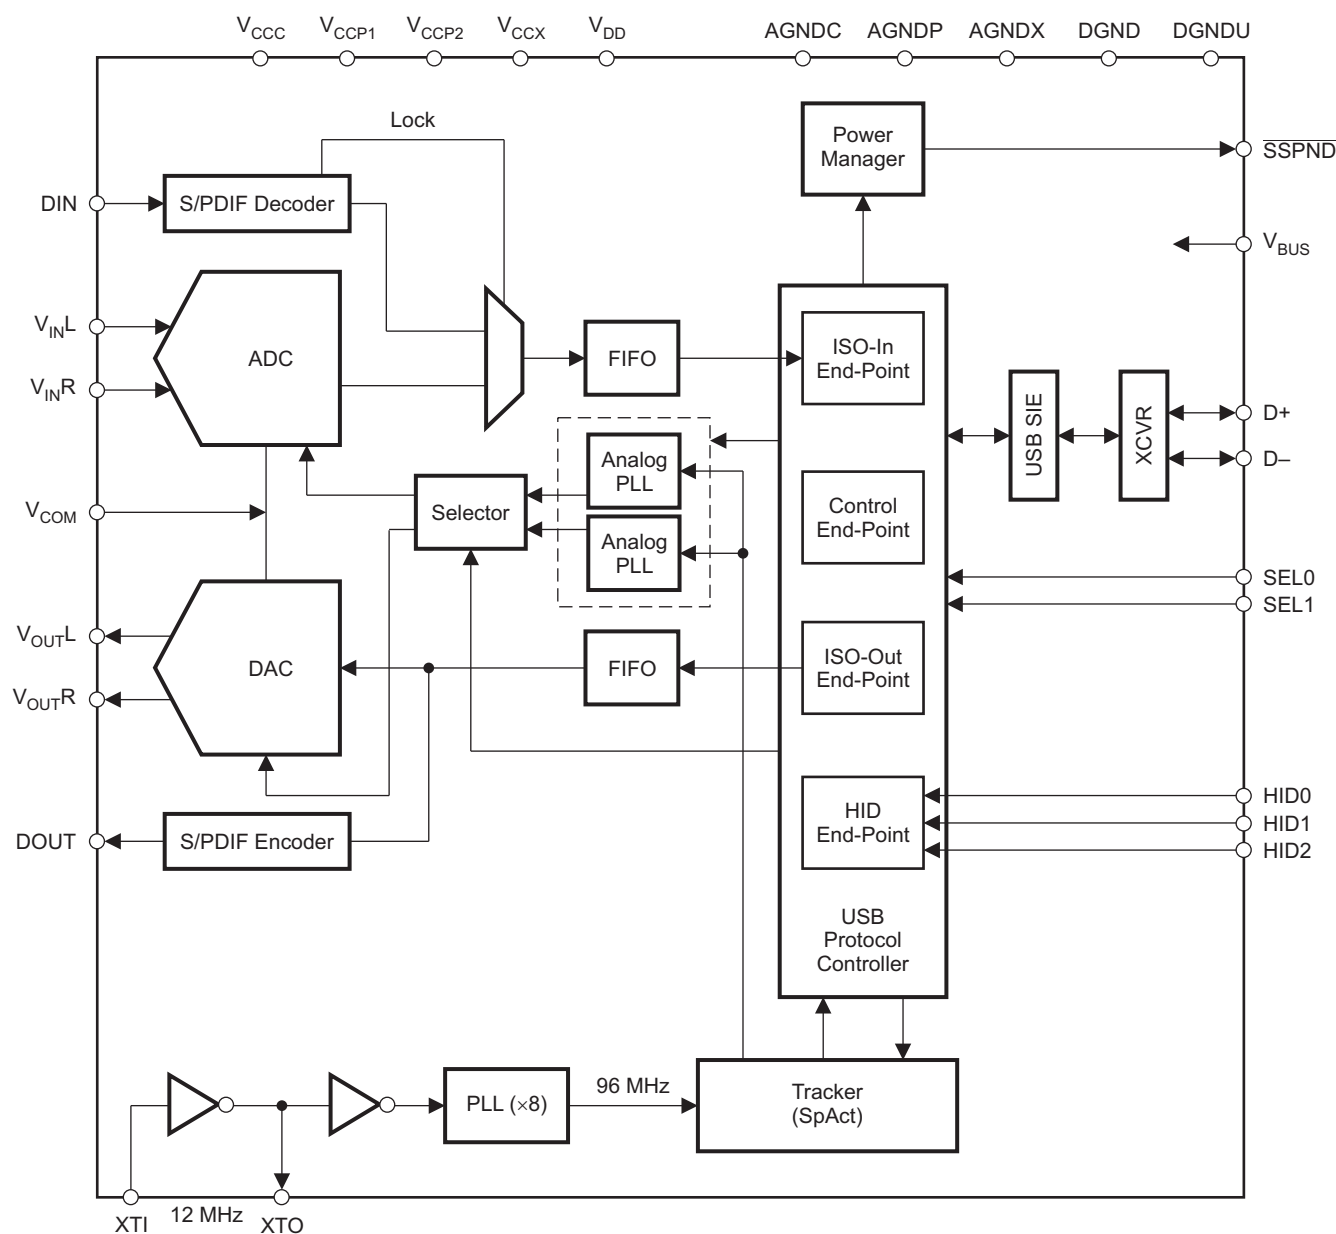 VCCC VCCP1 VCCP2 VCCX VDD AGNDC AGNDP AGNDX DGND DGNDU
Lock
Power
Manager
SSPND
DIN
S/PDIF Decoder
VBUS
VINL
VINR
ADC
FIFO
ISO-In
End-Point
USB SIE
XCVR
D+
D–
Analog
PLL
VCOM
Selector
Control
End-Point
Analog
PLL
SEL0
SEL1
VOUTL
VOUTR
DAC
FIFO
ISO-Out
End-Point
HID
End-Point
HID0
HID1
HID2
DOUT
S/PDIF Encoder
USB
Protocol
Controller
PLL (×8)
96 MHz
Tracker
(SpAct)
XTI
12 MHz
XTO